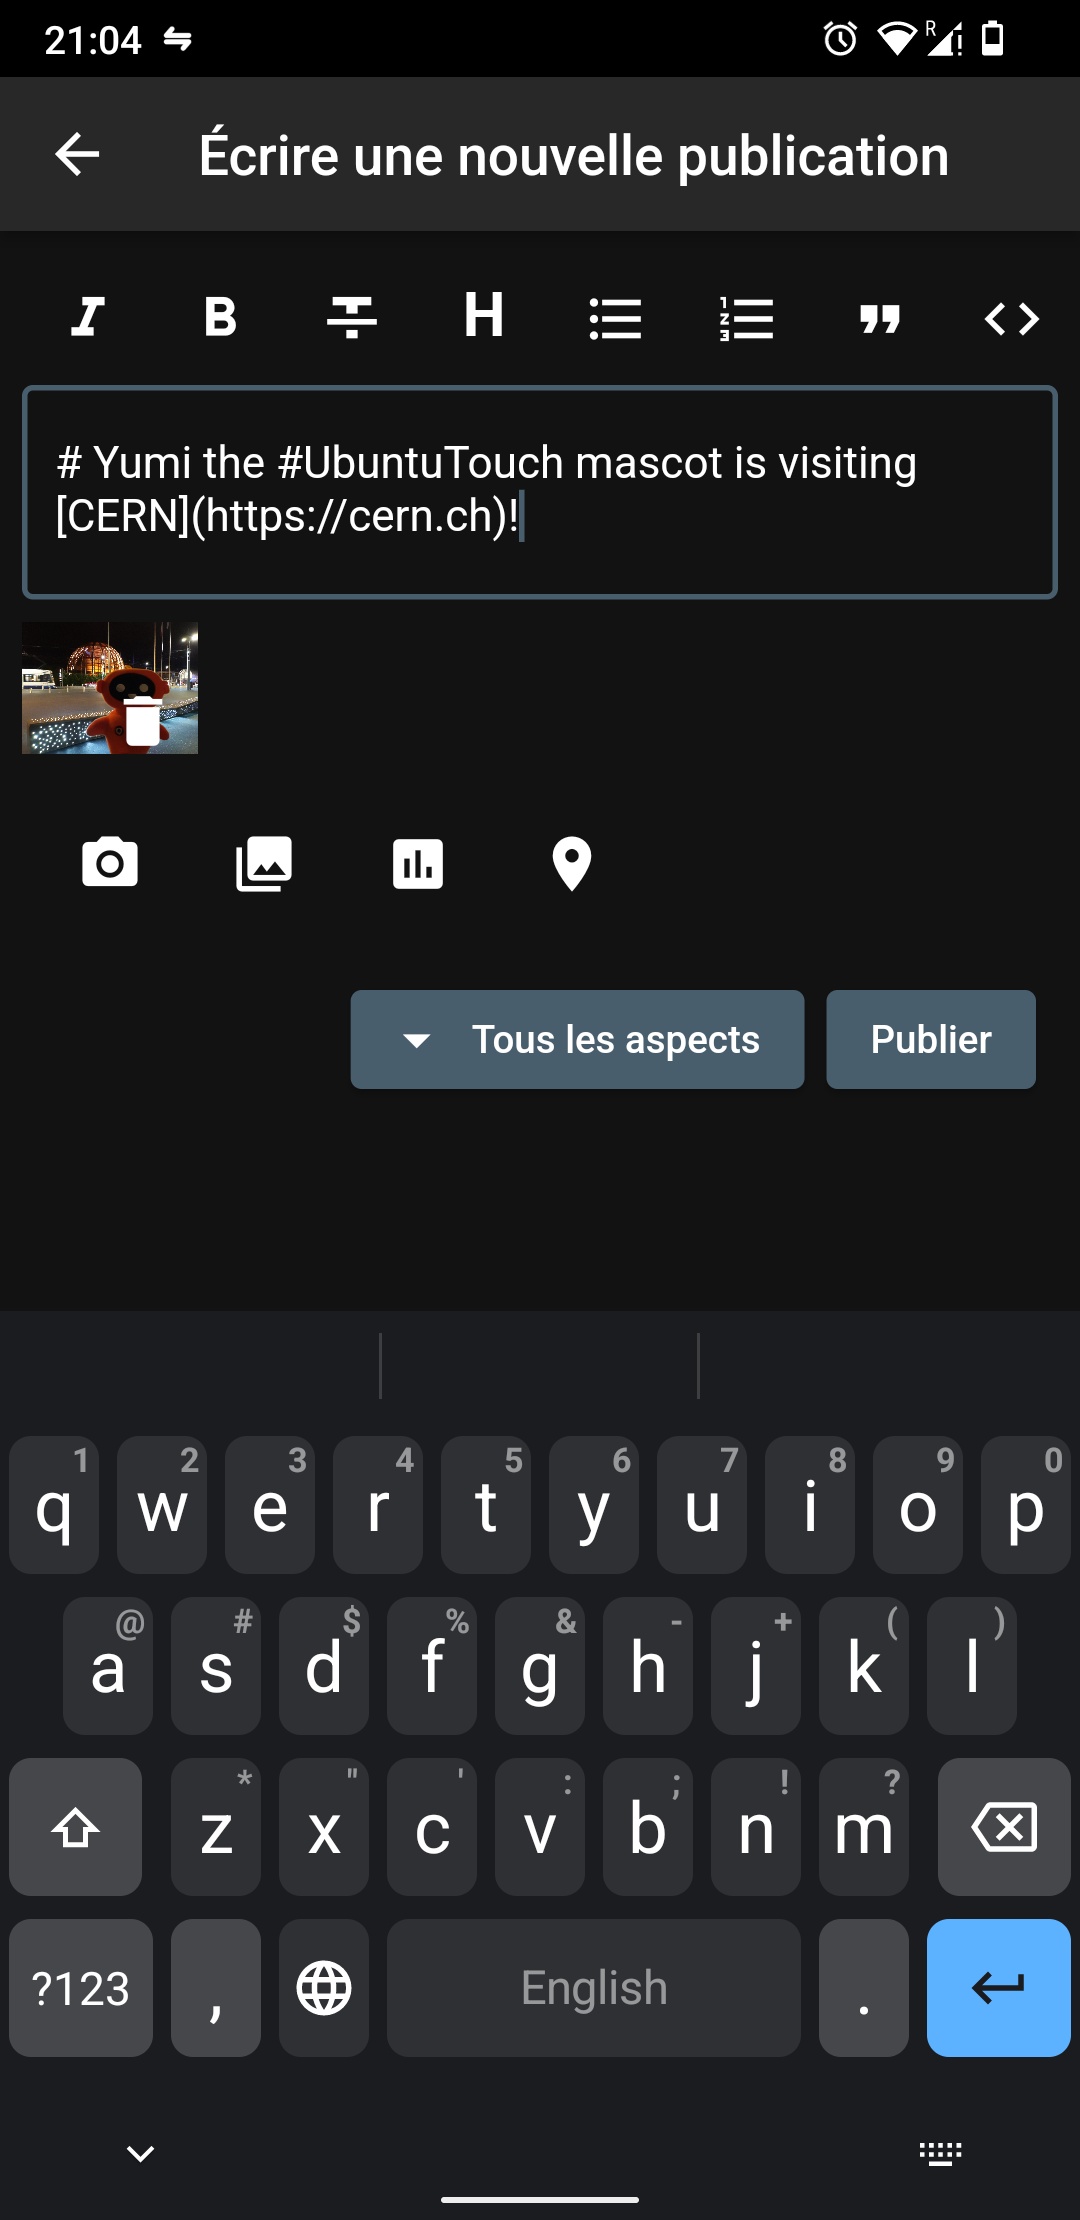 21:04
R
Écrire une nouvelle publication
# Yumi the #UbuntuTouch mascot is visiting
[CERN](https://cern.ch)!
Tous les aspects
Publier
1 2 3 4 5 6 7 8 9 0
q w e r t y u i o p
@ # $ % & - + ( )
a s d f g h j k l
* " ' : ; ! ?
z x c v b n m
?123 , English .